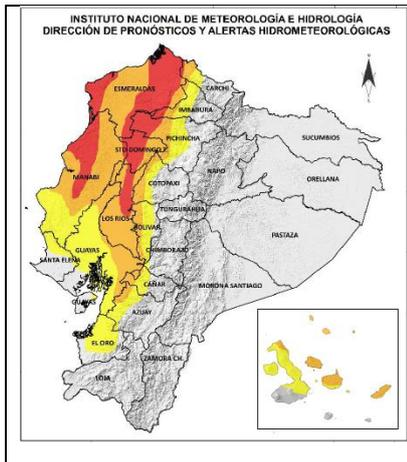 INSTITUTO NACIONAL DE METEOROLOGÍA E HIDROLOGÍA
DIRECCIÓN DE PRONÓSTICOS Y ALERTAS HIDROMETEOROLÓGICAS
ESMERALDAS
CARCHI
IMBABURA
SUCUMBIOS
PICHINCHA
STO DOMINGO
NAPO
MANABI
COTOPAXI
ORELLANA
TUNGURAHUA
LOS RIOS
BOLIVAR
PASTAZA
GUAYAS
CHIMBORAZO
SANTA ELENA
MORONA SANTIAGO
CAÑAR
GUAYAS
AZUAY
EL ORO
ZAMORA CH.
LOJA